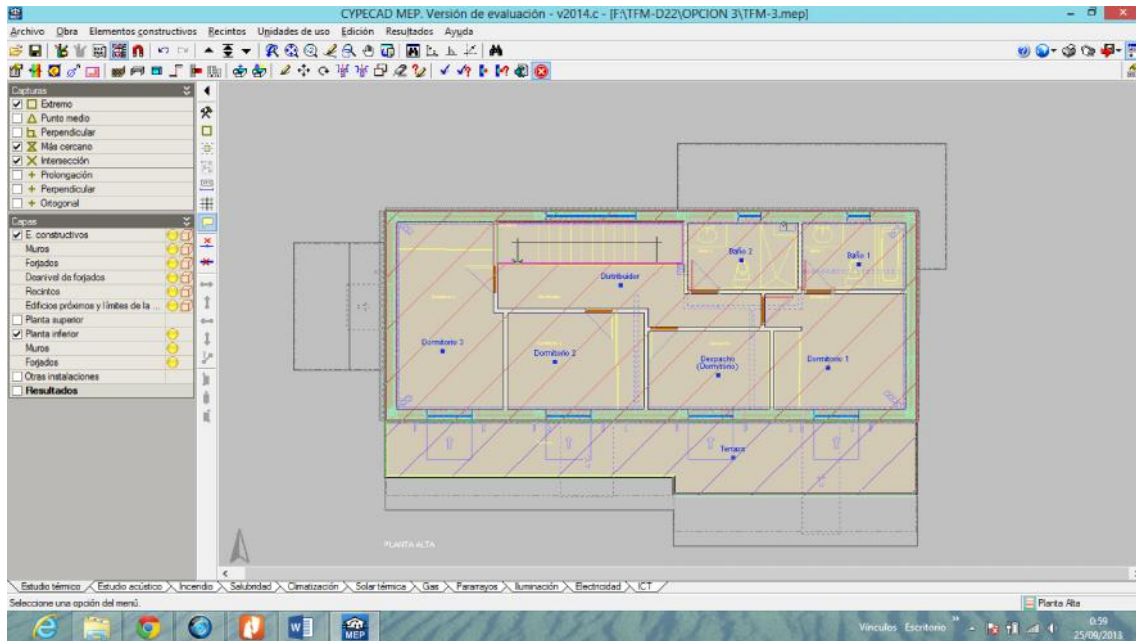 CYPECAD MEP. Versión de evaluación - v2014.c - [F:\TFM-D22\OPCION 3\TFM-3.mep]
Archivo Obra Elementos constructivos Recintos Unidades de uso Edición Resultados Ayuda
Capturas
Extremo
Punto medio
Perpendicular
Más cercano
Intersección
Prolongación
Perpendicular
Ortogonal
Capas
E. constructivos
Muros
Forjados
Desnivel de forjados
Recintos
Edificios próximos y límites de la ...
Planta superior
Planta inferior
Muros
Forjados
Otras instalaciones
Resultados
Baño 2
Baño 1
Distribuidor
Dormitorio 3
Dormitorio 2
Despacho
(Dormitorio)
Dormitorio 1
Terraza
PLANTA ALTA
Estudio térmico Estudio acústico Incendio Salubridad Climatización Solar térmica Gas Pararrayos Iluminación Electricidad ICT
Seleccione una opción del menú.
Planta Alta
MEP
Vínculos Escritorio
0:59
25/09/2013